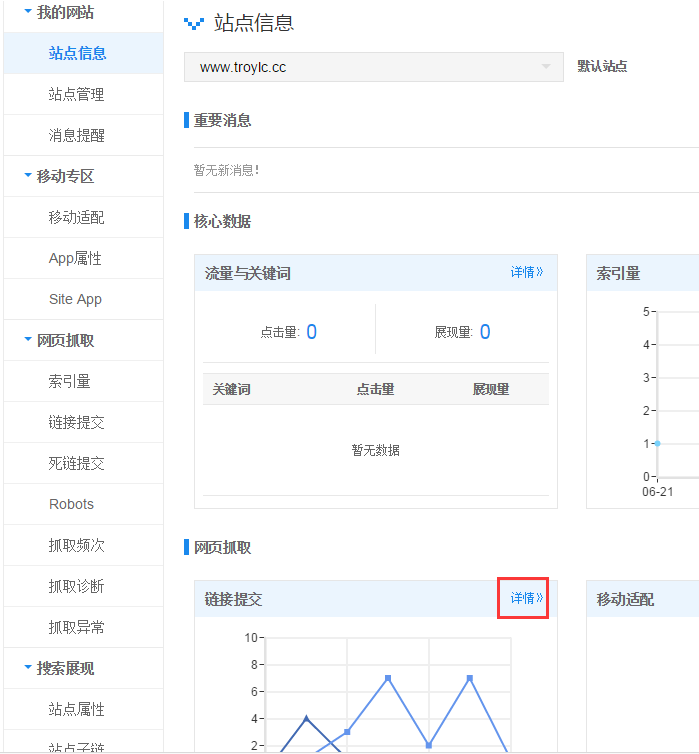 我的网站
站点信息
站点管理
消息提醒
移动专区
移动适配
App属性
Site App
网页抓取
索引量
链接提交
死链提交
Robots
抓取频次
抓取诊断
抓取异常
搜索展现
站点属性
站点子链
站点信息
www.troylc.cc
默认站点
重要消息
暂无新消息！
核心数据
流量与关键词
详情》
点击量: 0
展现量: 0
关键词 点击量 展现量
暂无数据
索引量
5
4
3
2
1
0
06-21
网页抓取
链接提交
详情》
10
8
6
4
2
移动适配